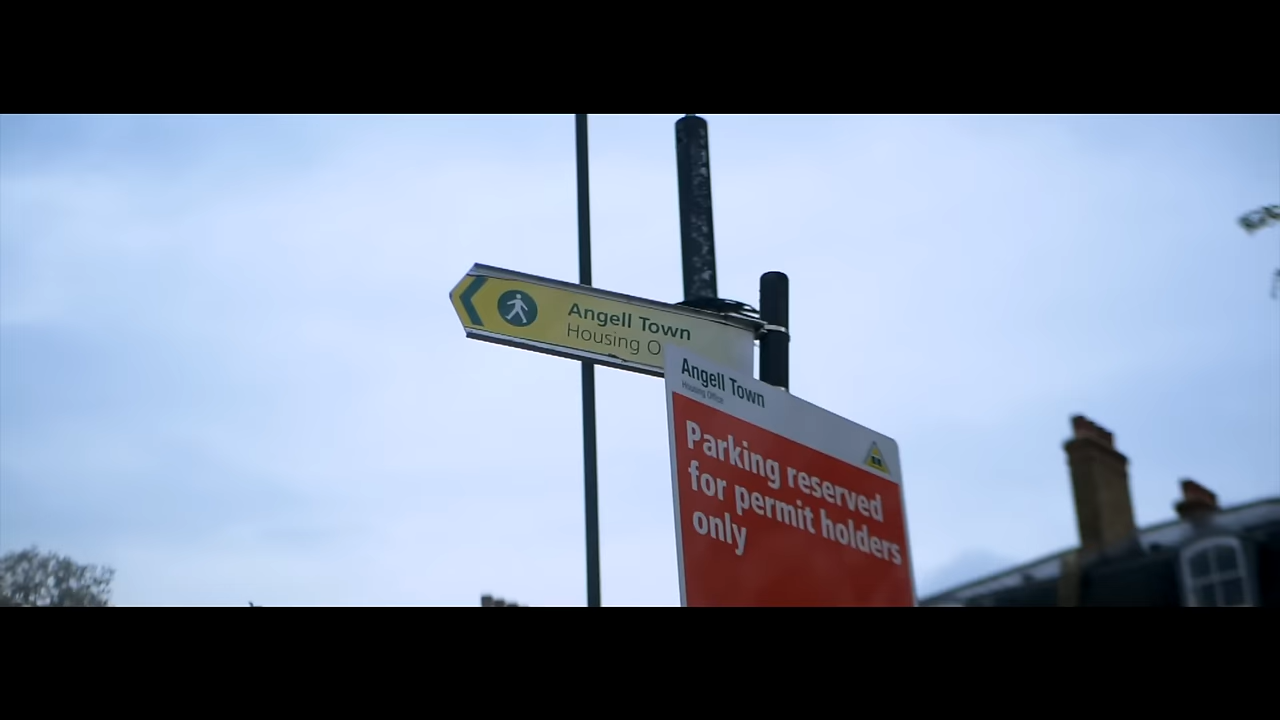 Angell Town
Housing O
Angell Town
Housing Office
Parking reserved
for permit holders
only